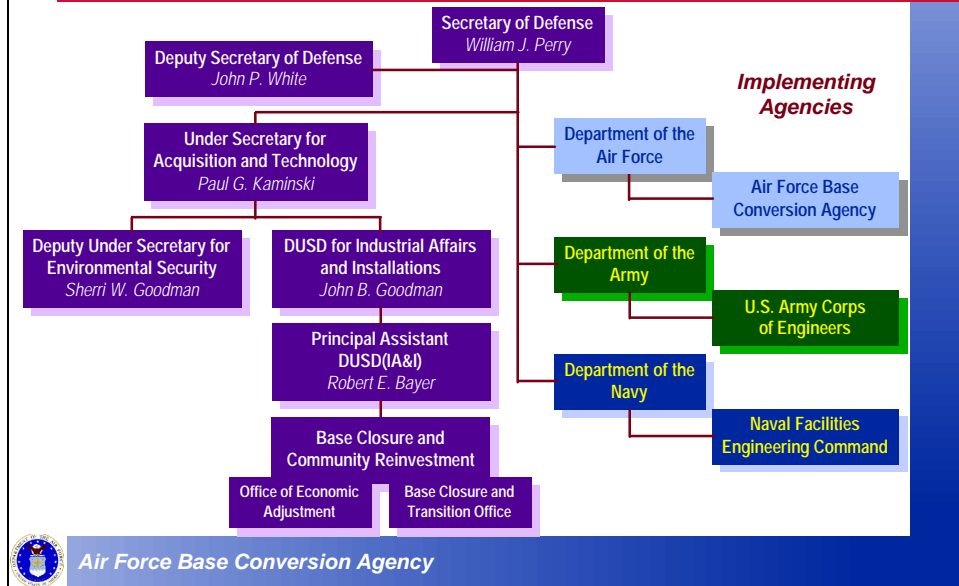 Secretary of Defense
William J. Perry
Deputy Secretary of Defense
John P. White
Implementing
Agencies
Under Secretary for
Acquisition and Technology
Paul G. Kaminski
Department of the
Air Force
Air Force Base
Conversion Agency
Deputy Under Secretary for
Environmental Security
Sherri W. Goodman
DUSD for Industrial Affairs
and Installations
John B. Goodman
Department of the
Army
U.S. Army Corps
of Engineers
Principal Assistant
DUSD(IA&I)
Robert E. Bayer
Department of the
Navy
Naval Facilities
Engineering Command
Base Closure and
Community Reinvestment
Office of Economic
Adjustment
Base Closure and
Transition Office
Air Force Base Conversion Agency